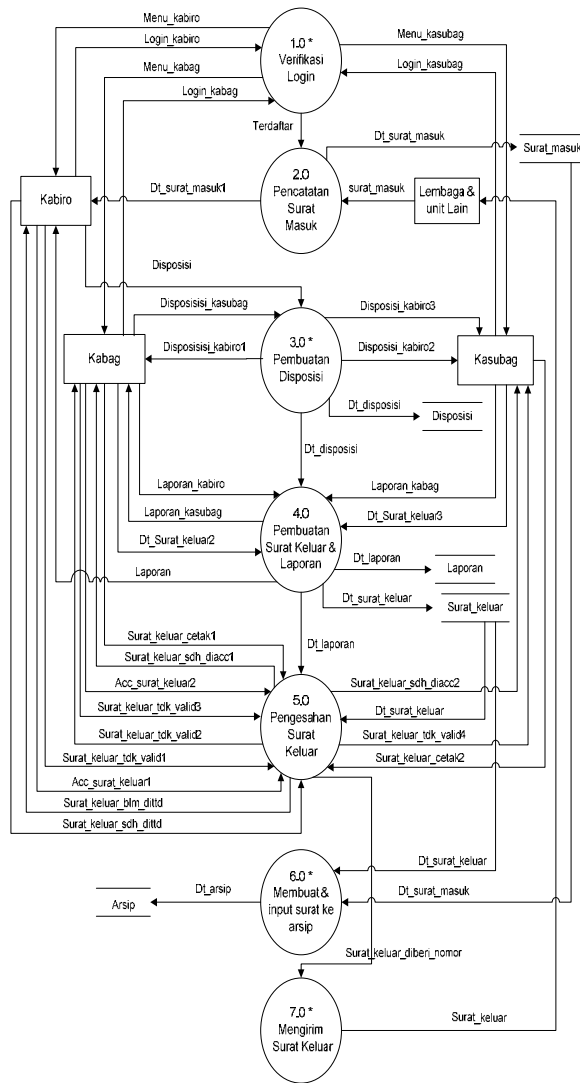 Menu_kabiro
Login_kabiro
Menu_kabag
Login_kabag
1.0 *
Verifikasi
Login
Menu_kasubag
Login_kasubag
Terdaftar
Dt_surat_masuk
Surat_masuk
2.0
Pencatatan
Surat
Masuk
Dt_surat_masuk1
surat_masuk
Lembaga &
unit Lain
Kabiro
Disposisi
Disposisisi_kasubag
Disposisi_kabiro3
Kabag
Disposisisi_kabiro1
3.0 *
Pembuatan
Disposisi
Disposisi_kabiro2
Kasubag
Dt_disposisi
Disposisi
Dt_disposisi
Laporan_kabiro
Laporan_kabag
Laporan_kasubag
Dt_Surat_keluar3
4.0
Pembuatan
Surat Keluar &
Laporan
Dt_Surat_keluar2
Laporan
Dt_laporan
Laporan
Dt_surat_keluar
Surat_keluar
Dt_laporan
Surat_keluar_cetak1
Surat_keluar_sdh_diacc1
Acc_surat_keluar2
Surat_keluar_tdk_valid3
Surat_keluar_tdk_valid2
Surat_keluar_tdk_valid1
Acc_surat_keluar1
Surat_keluar_blm_dittd
Surat_keluar_sdh_dittd
5.0
Pengesahan
Surat
Keluar
Surat_keluar_sdh_diacc2
Dt_surat_keluar
Surat_keluar_tdk_valid4
Surat_keluar_cetak2
Dt_surat_keluar
6.0 *
Membuat &
input surat ke
arsip
Dt_surat_masuk
Dt_arsip
Arsip
Surat_keluar_diberi_nomor
7.0 *
Mengirim
Surat Keluar
Surat_keluar